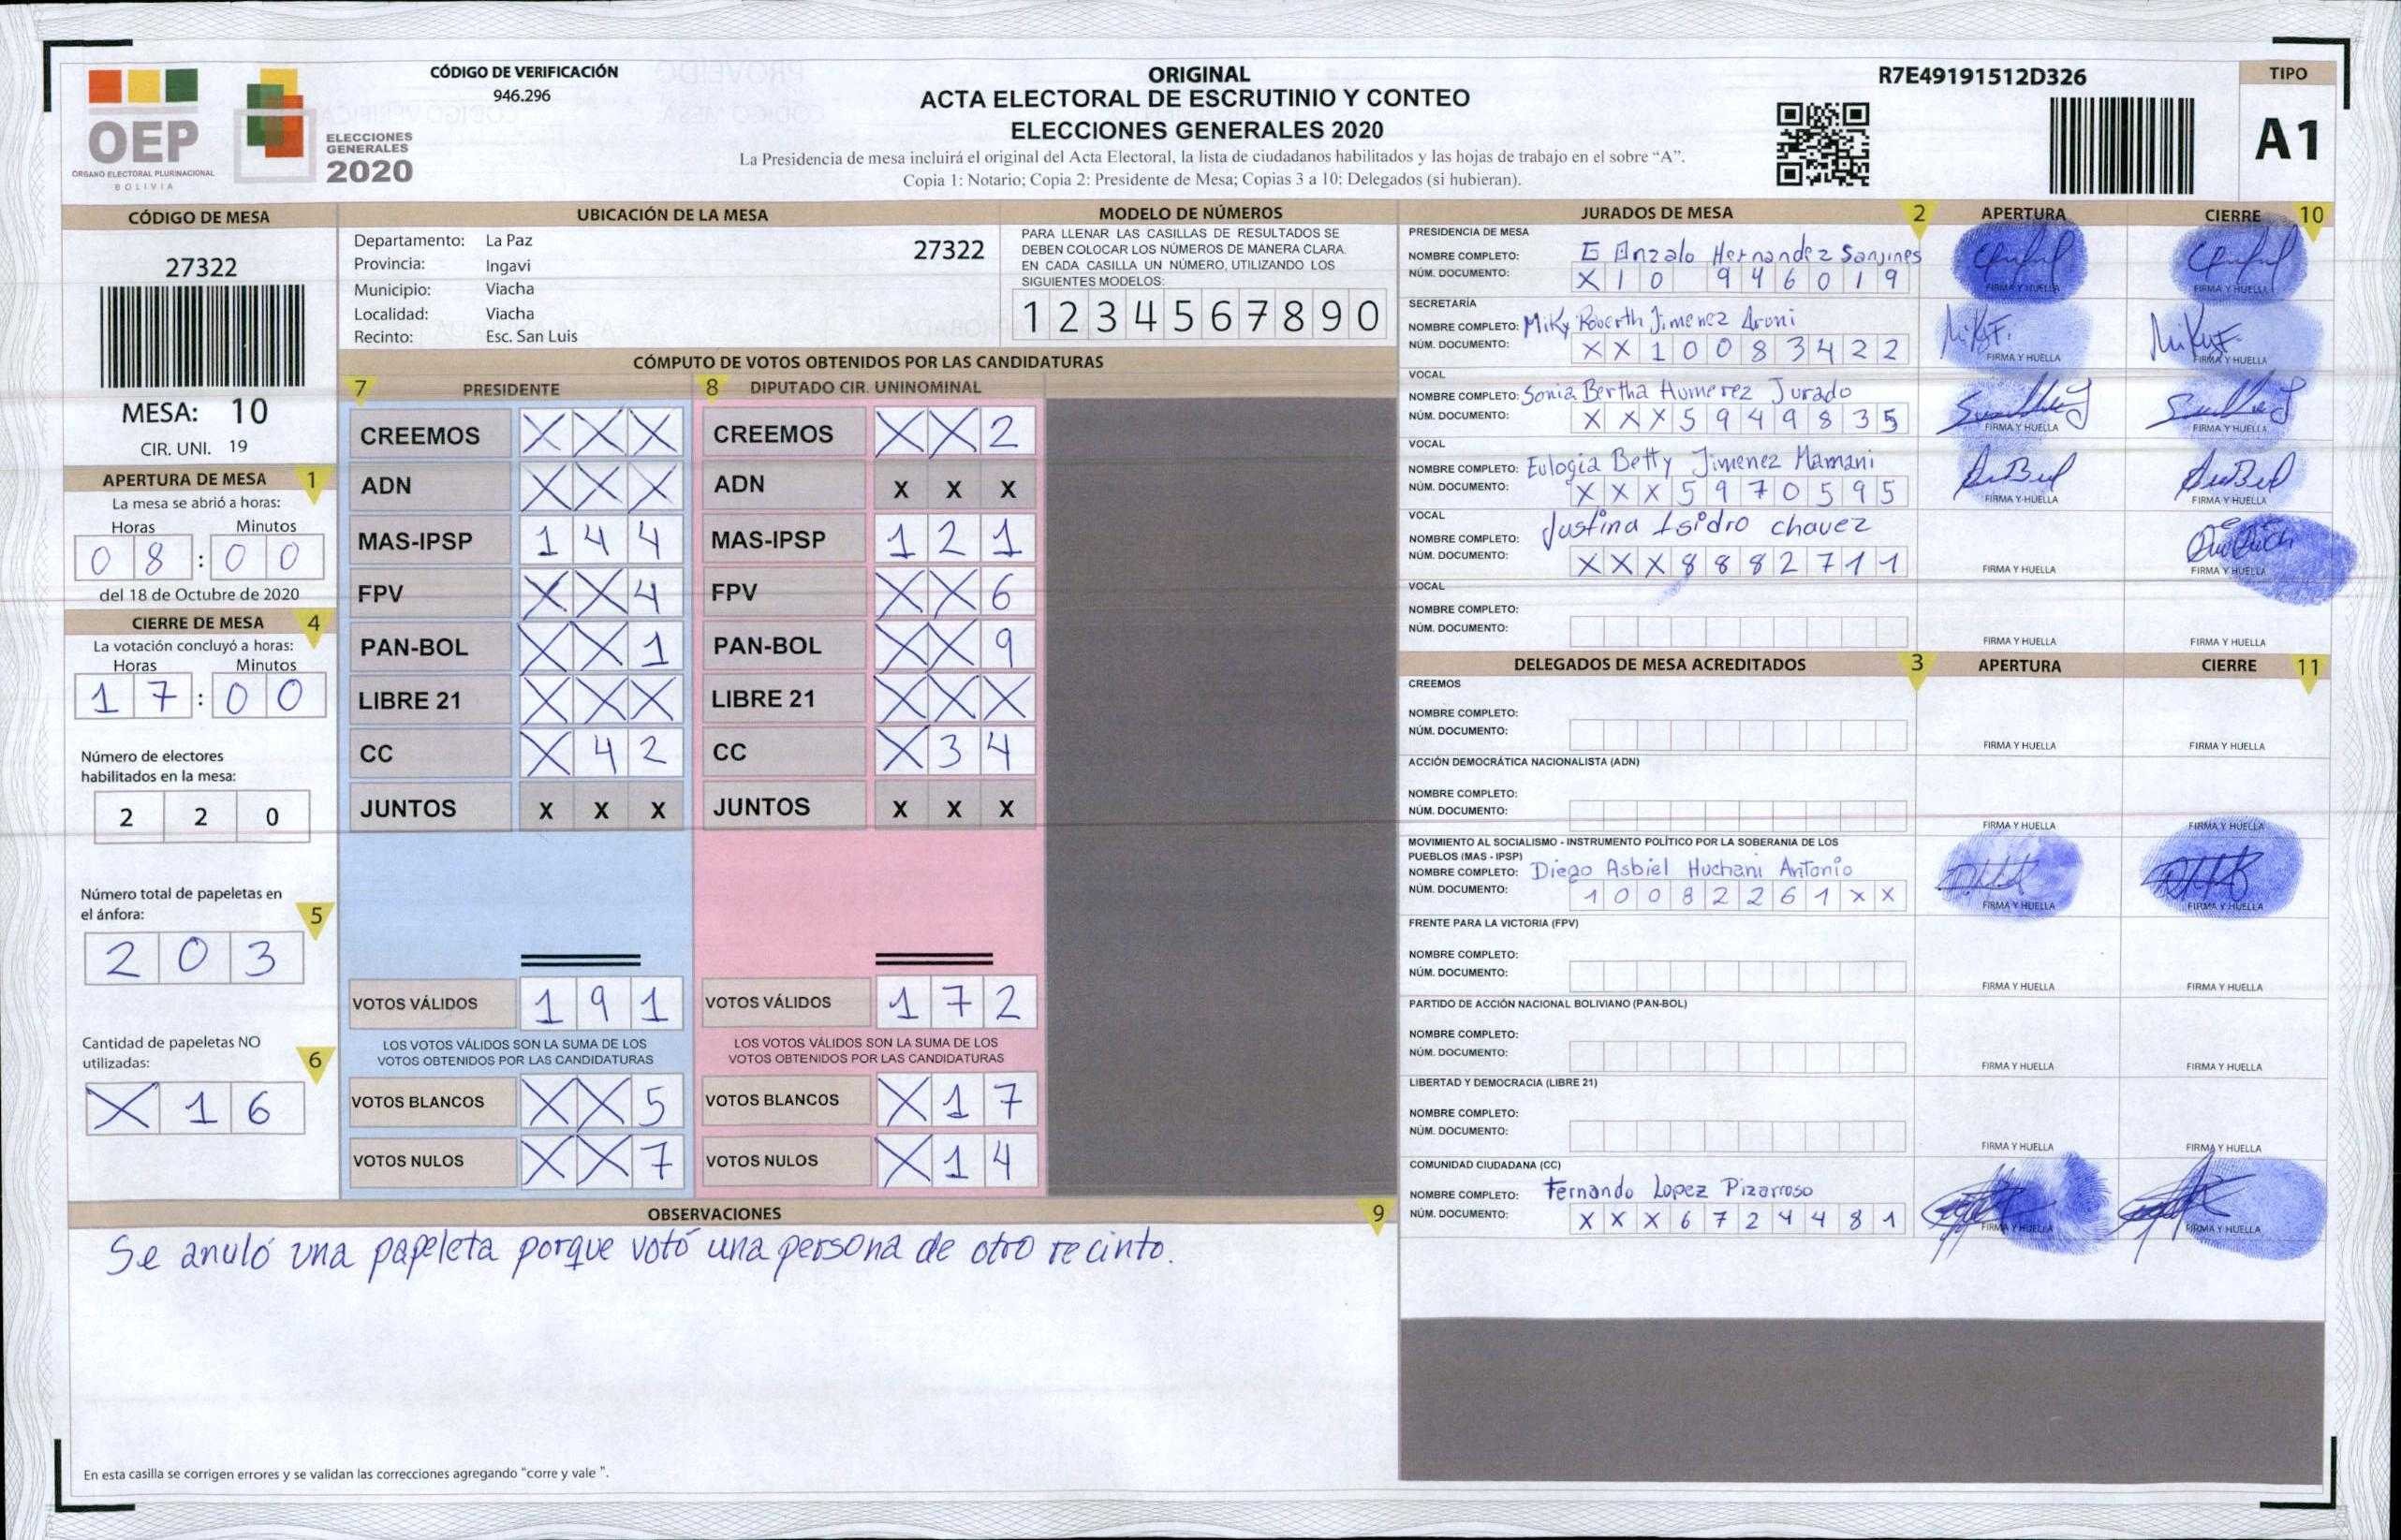 CÓDIGO DE VERIFICACIÓN
946.296
OEP
ÓRGANO ELECTORAL PLURINACIONAL
BOLIVIA
ELECCIONES
GENERALES
2020
ORIGINAL
ACTA ELECTORAL DE ESCRUTINIO Y CONTEO
ELECCIONES GENERALES 2020
La Presidencia de mesa incluirá el original del Acta Electoral, la lista de ciudadanos habilitados y las hojas de trabajo en el sobre “A”.
Copia 1: Notario; Copia 2: Presidente de Mesa; Copias 3 a 10: Delegados (si hubieran).
R7E49191512D326
TIPO
A1
CÓDIGO DE MESA
27322
MESA: 10
CIR. UNI. 19
APERTURA DE MESA 1
La mesa se abrió a horas:
Horas Minutos
0 8 : 0 0
del 18 de Octubre de 2020
CIERRE DE MESA 4
La votación concluyó a horas:
Horas Minutos
1 7 : 0 0
Número de electores
habilitados en la mesa:
2 2 0
Número total de papeletas en
el ánfora: 5
2 0 3
Cantidad de papeletas NO
utilizadas: 6
X 1 6
UBICACIÓN DE LA MESA
Departamento: La Paz 27322
Provincia: Ingavi
Municipio: Viacha
Localidad: Viacha
Recinto: Esc. San Luis
MODELO DE NÚMEROS
PARA LLENAR LAS CASILLAS DE RESULTADOS SE
DEBEN COLOCAR LOS NÚMEROS DE MANERA CLARA.
EN CADA CASILLA UN NÚMERO, UTILIZANDO LOS
SIGUIENTES MODELOS:
1 2 3 4 5 6 7 8 9 0
CÓMPUTO DE VOTOS OBTENIDOS POR LAS CANDIDATURAS
7 PRESIDENTE
CREEMOS X X X
ADN X X X
MAS-IPSP 1 4 4
FPV X X 4
PAN-BOL X X 1
LIBRE 21 X X X
CC X 4 2
JUNTOS X X X
VOTOS VÁLIDOS 1 9 1
LOS VOTOS VÁLIDOS SON LA SUMA DE LOS
VOTOS OBTENIDOS POR LAS CANDIDATURAS
VOTOS BLANCOS X X 5
VOTOS NULOS X X 7
8 DIPUTADO CIR. UNINOMINAL
CREEMOS X X 2
ADN X X X
MAS-IPSP 1 2 1
FPV X X 6
PAN-BOL X X 9
LIBRE 21 X X X
CC X 3 4
JUNTOS X X X
VOTOS VÁLIDOS 1 7 2
LOS VOTOS VÁLIDOS SON LA SUMA DE LOS
VOTOS OBTENIDOS POR LAS CANDIDATURAS
VOTOS BLANCOS X 1 7
VOTOS NULOS X 1 4
OBSERVACIONES 9
Se anuló una papeleta porque votó una persona de otro recinto.
En esta casilla se corrigen errores y se validan las correcciones agregando “corre y vale ”.
JURADOS DE MESA 2 APERTURA CIERRE 10
PRESIDENCIA DE MESA
NOMBRE COMPLETO: G Anzalo Hernandez Sanjines
NÚM. DOCUMENTO: X 1 0 9 4 6 0 1 9
FIRMA Y HUELLA FIRMA Y HUELLA
SECRETARÍA
NOMBRE COMPLETO: Miky Roberth Jimenez Aroni
NÚM. DOCUMENTO: X X 1 0 0 8 3 4 2 2
FIRMA Y HUELLA FIRMA Y HUELLA
VOCAL
NOMBRE COMPLETO: Sonia Bertha Humerez Jurado
NÚM. DOCUMENTO: X X X 5 9 4 9 8 3 5
FIRMA Y HUELLA FIRMA Y HUELLA
VOCAL
NOMBRE COMPLETO: Eulogia Betty Jimenez Mamani
NÚM. DOCUMENTO: X X X 5 9 7 0 5 9 5
FIRMA Y HUELLA FIRMA Y HUELLA
VOCAL
NOMBRE COMPLETO: Justina Isidro chavez
NÚM. DOCUMENTO: X X X 8 8 8 2 7 1 1
FIRMA Y HUELLA FIRMA Y HUELLA
VOCAL
NOMBRE COMPLETO:
NÚM. DOCUMENTO:
FIRMA Y HUELLA FIRMA Y HUELLA
DELEGADOS DE MESA ACREDITADOS 3 APERTURA CIERRE 11
CREEMOS
NOMBRE COMPLETO:
NÚM. DOCUMENTO:
FIRMA Y HUELLA FIRMA Y HUELLA
ACCIÓN DEMOCRÁTICA NACIONALISTA (ADN)
NOMBRE COMPLETO:
NÚM. DOCUMENTO:
FIRMA Y HUELLA FIRMA Y HUELLA
MOVIMIENTO AL SOCIALISMO - INSTRUMENTO POLÍTICO POR LA SOBERANIA DE LOS
PUEBLOS (MAS - IPSP)
NOMBRE COMPLETO: Diego Asbiel Huchani Antonio
NÚM. DOCUMENTO: 1 0 0 8 2 2 6 1 X X
FIRMA Y HUELLA FIRMA Y HUELLA
FRENTE PARA LA VICTORIA (FPV)
NOMBRE COMPLETO:
NÚM. DOCUMENTO:
FIRMA Y HUELLA FIRMA Y HUELLA
PARTIDO DE ACCIÓN NACIONAL BOLIVIANO (PAN-BOL)
NOMBRE COMPLETO:
NÚM. DOCUMENTO:
FIRMA Y HUELLA FIRMA Y HUELLA
LIBERTAD Y DEMOCRACIA (LIBRE 21)
NOMBRE COMPLETO:
NÚM. DOCUMENTO:
FIRMA Y HUELLA FIRMA Y HUELLA
COMUNIDAD CIUDADANA (CC)
NOMBRE COMPLETO: Fernando Lopez Pizarroso
NÚM. DOCUMENTO: X X X 6 7 2 4 4 8 1
FIRMA Y HUELLA FIRMA Y HUELLA